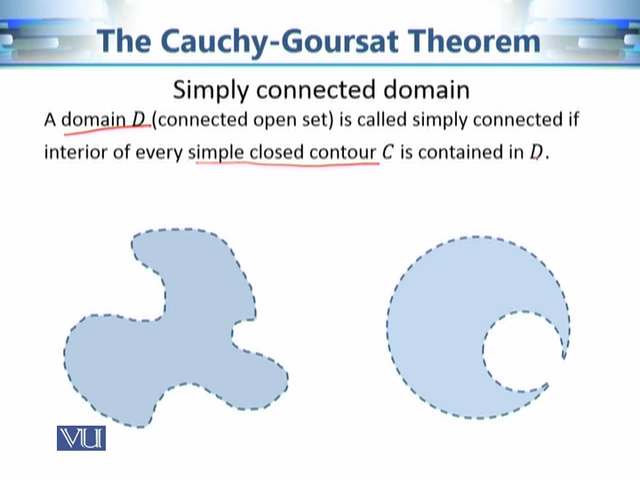 The Cauchy-Goursat Theorem
Simply connected domain
A domain D (connected open set) is called simply connected if
interior of every simple closed contour C is contained in D.
VU